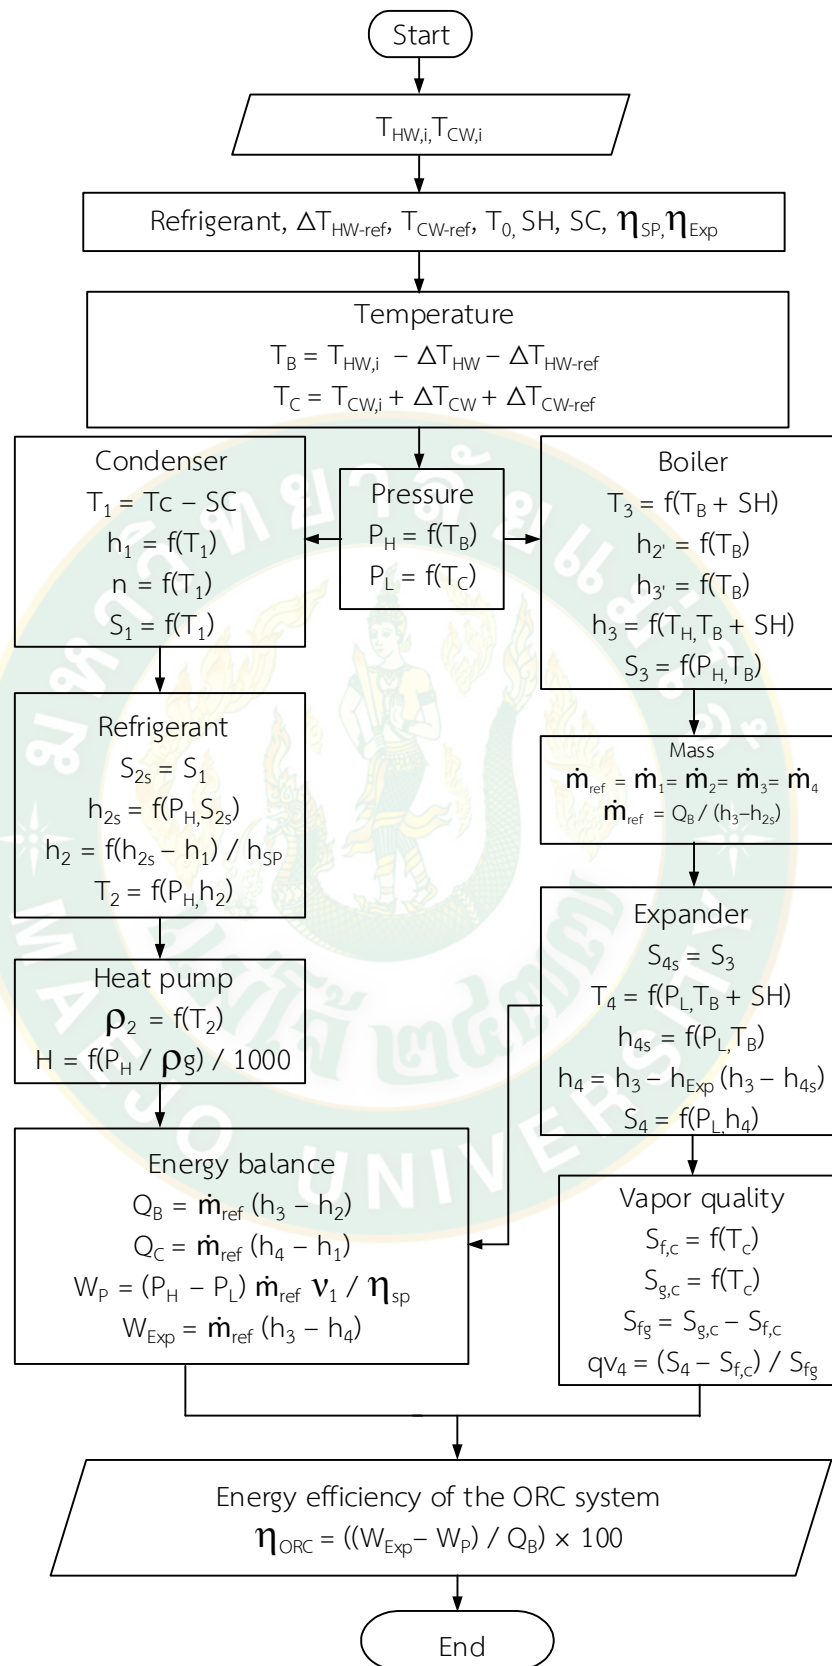 Start
T_HW,i, T_CW,i
Refrigerant, ΔT_HW-ref, T_CW-ref, T_0, SH, SC, η_SP, η_Exp
Temperature
T_B = T_HW,i − ΔT_HW − ΔT_HW-ref
T_C = T_CW,i + ΔT_CW + ΔT_CW-ref
Condenser
T_1 = Tc − SC
h_1 = f(T_1)
n = f(T_1)
S_1 = f(T_1)
Pressure
P_H = f(T_B)
P_L = f(T_C)
Boiler
T_3 = f(T_B + SH)
h_2' = f(T_B)
h_3' = f(T_B)
h_3 = f(T_H, T_B + SH)
S_3 = f(P_H, T_B)
Refrigerant
S_2s = S_1
h_2s = f(P_H, S_2s)
h_2 = f(h_2s − h_1) / h_SP
T_2 = f(P_H, h_2)
Mass
ṁ_ref = ṁ_1 = ṁ_2 = ṁ_3 = ṁ_4
ṁ_ref = Q_B / (h_3−h_2s)
Heat pump
ρ_2 = f(T_2)
H = f(P_H / ρg) / 1000
Expander
S_4s = S_3
T_4 = f(P_L, T_B + SH)
h_4s = f(P_L, T_B)
h_4 = h_3 − h_Exp (h_3 − h_4s)
S_4 = f(P_L, h_4)
Energy balance
Q_B = ṁ_ref (h_3 − h_2)
Q_C = ṁ_ref (h_4 − h_1)
W_P = (P_H − P_L) ṁ_ref ν_1 / η_sp
W_Exp = ṁ_ref (h_3 − h_4)
Vapor quality
S_f,c = f(T_c)
S_g,c = f(T_c)
S_fg = S_g,c − S_f,c
qv_4 = (S_4 − S_f,c) / S_fg
Energy efficiency of the ORC system
η_ORC = ((W_Exp − W_P) / Q_B) × 100
End
MAEJO UNIVERSITY